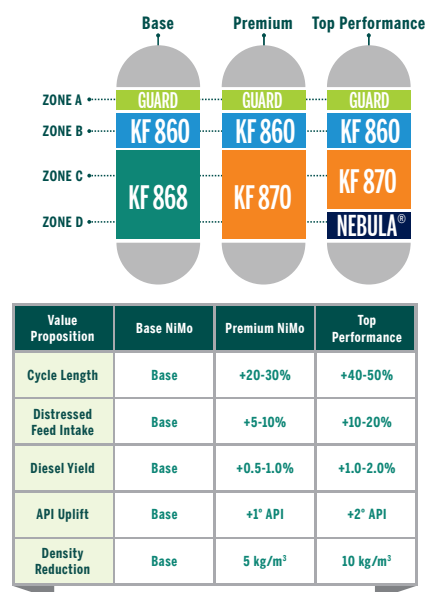 Base Premium Top Performance
ZONE A GUARD GUARD GUARD
ZONE B KF 860 KF 860 KF 860
ZONE C KF 868 KF 870 KF 870
ZONE D NEBULA®
Value Proposition Base NiMo Premium NiMo Top Performance
Cycle Length Base +20-30% +40-50%
Distressed Feed Intake Base +5-10% +10-20%
Diesel Yield Base +0.5-1.0% +1.0-2.0%
API Uplift Base +1° API +2° API
Density Reduction Base 5 kg/m³ 10 kg/m³